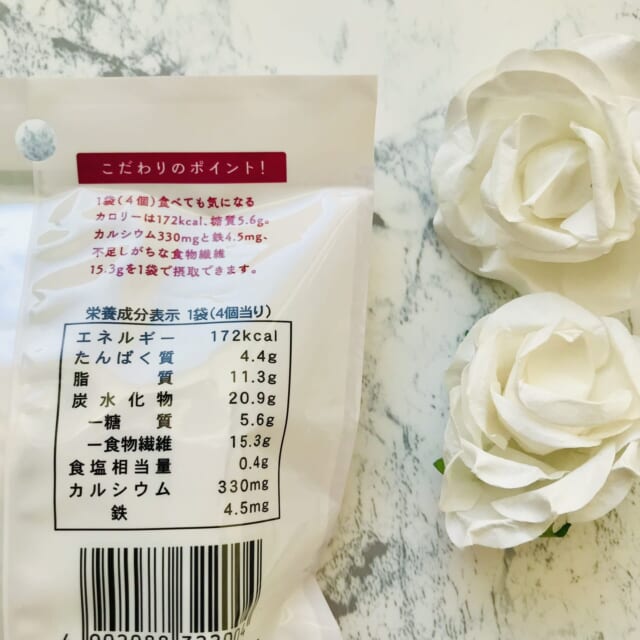 こだわりのポイント!
1袋(4個)食べても気になる
カロリーは172kcal、糖質5.6g。
カルシウム330mgと鉄4.5mg、
不足しがちな食物繊維
15.3gを1袋で摂取できます。
栄養成分表示 1袋(4個当り)
エネルギー 172kcal
たんぱく質 4.4g
脂質 11.3g
炭水化物 20.9g
ー糖質 5.6g
ー食物繊維 15.3g
食塩相当量 0.4g
カルシウム 330mg
鉄 4.5mg